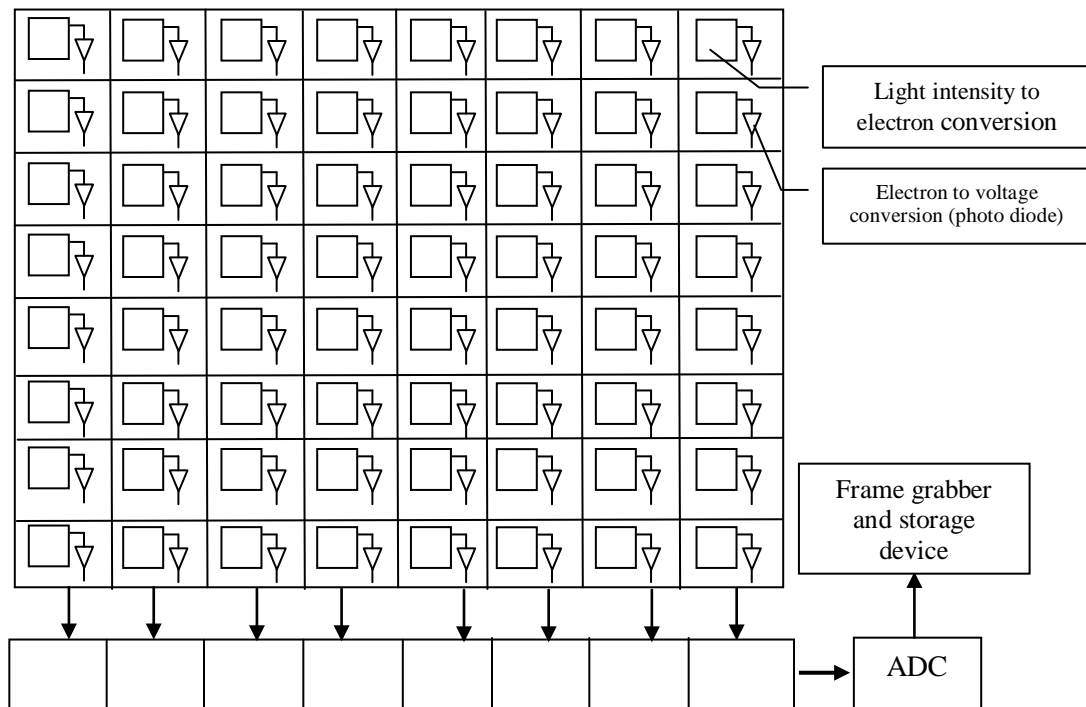 Light intensity to
electron conversion
Electron to voltage
conversion (photo diode)
Frame grabber
and storage
device
ADC